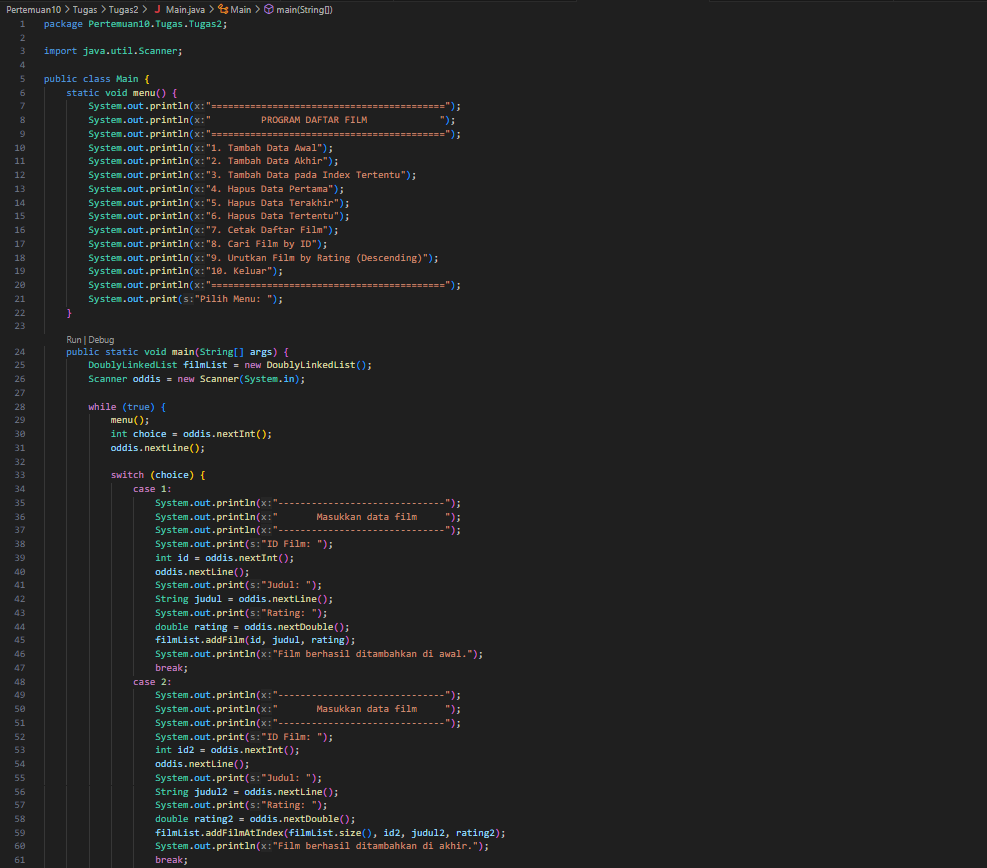 Pertemuan10 > Tugas > Tugas2 > J Main.java > Main > main(String[])
1 package Pertemuan10.Tugas.Tugas2;
2
3 import java.util.Scanner;
4
5 public class Main {
6     static void menu() {
7         System.out.println(x:"==========================================");
8         System.out.println(x:"         PROGRAM DAFTAR FILM             ");
9         System.out.println(x:"==========================================");
10         System.out.println(x:"1. Tambah Data Awal");
11         System.out.println(x:"2. Tambah Data Akhir");
12         System.out.println(x:"3. Tambah Data pada Index Tertentu");
13         System.out.println(x:"4. Hapus Data Pertama");
14         System.out.println(x:"5. Hapus Data Terakhir");
15         System.out.println(x:"6. Hapus Data Tertentu");
16         System.out.println(x:"7. Cetak Daftar Film");
17         System.out.println(x:"8. Cari Film by ID");
18         System.out.println(x:"9. Urutkan Film by Rating (Descending)");
19         System.out.println(x:"10. Keluar");
20         System.out.println(x:"==========================================");
21         System.out.print(s:"Pilih Menu: ");
22     }
23
Run | Debug
24     public static void main(String[] args) {
25         DoublyLinkedList filmList = new DoublyLinkedList();
26         Scanner oddis = new Scanner(System.in);
27
28         while (true) {
29             menu();
30             int choice = oddis.nextInt();
31             oddis.nextLine();
32
33             switch (choice) {
34                 case 1:
35                     System.out.println(x:"------------------------------");
36                     System.out.println(x:"       Masukkan data film     ");
37                     System.out.println(x:"------------------------------");
38                     System.out.print(s:"ID Film: ");
39                     int id = oddis.nextInt();
40                     oddis.nextLine();
41                     System.out.print(s:"Judul: ");
42                     String judul = oddis.nextLine();
43                     System.out.print(s:"Rating: ");
44                     double rating = oddis.nextDouble();
45                     filmList.addFilm(id, judul, rating);
46                     System.out.println(x:"Film berhasil ditambahkan di awal.");
47                     break;
48                 case 2:
49                     System.out.println(x:"------------------------------");
50                     System.out.println(x:"       Masukkan data film     ");
51                     System.out.println(x:"------------------------------");
52                     System.out.print(s:"ID Film: ");
53                     int id2 = oddis.nextInt();
54                     oddis.nextLine();
55                     System.out.print(s:"Judul: ");
56                     String judul2 = oddis.nextLine();
57                     System.out.print(s:"Rating: ");
58                     double rating2 = oddis.nextDouble();
59                     filmList.addFilmAtIndex(filmList.size(), id2, judul2, rating2);
60                     System.out.println(x:"Film berhasil ditambahkan di akhir.");
61                     break;